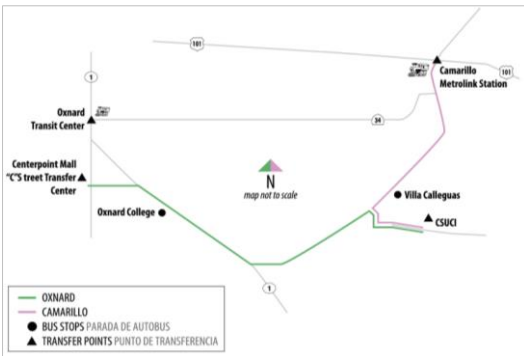 101
1
Camarillo
Metrolink Station
101
Oxnard
Transit Center
34
Centerpoint Mall
"C"S treet Transfer
Center
N
map not to scale
Villa Calleguas
Oxnard College
CSUCI
1
OXNARD
CAMARILLO
BUS STOPS PARADA DE AUTOBUS
TRANSFER POINTS PUNTO DE TRANSFERENCIA